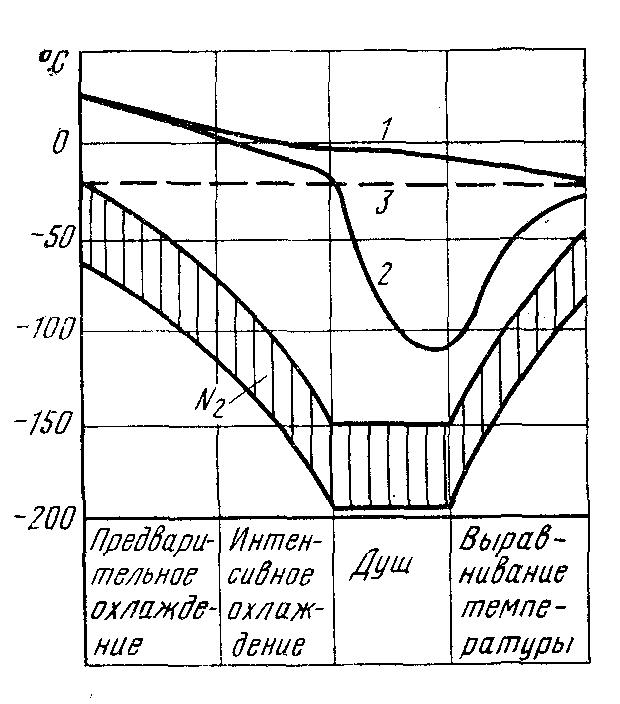 °C
0
-50
-100
-150
-200
1
3
2
N₂
Предвари-
тельное
охлажде-
ние
Интен-
сивное
охлаж-
дение
Душ
Вырав-
нивание
темпе-
ратуры